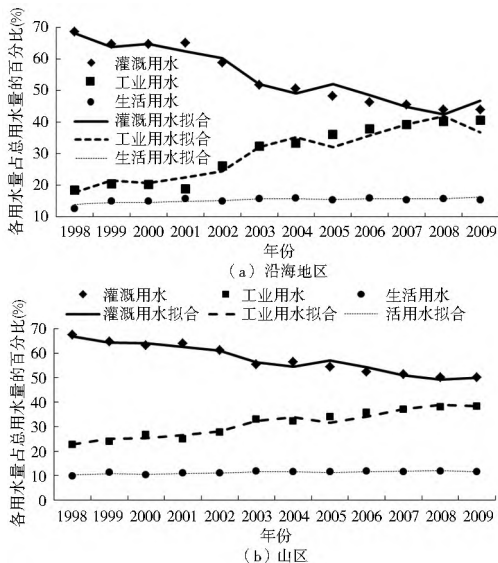 各用水量占总用水量的百分比(%)
70
60
50
40
30
20
10
灌溉用水
工业用水
生活用水
灌溉用水拟合
工业用水拟合
生活用水拟合
1998 1999 2000 2001 2002 2003 2004 2005 2006 2007 2008 2009
年份
(a)沿海地区
灌溉用水 工业用水 生活用水
灌溉用水拟合 工业用水拟合 活用水拟合
各用水量占总用水量的百分比(%)
70
60
50
40
30
20
10
0
1998 1999 2000 2001 2002 2003 2004 2005 2006 2007 2008 2009
年份
(b)山区